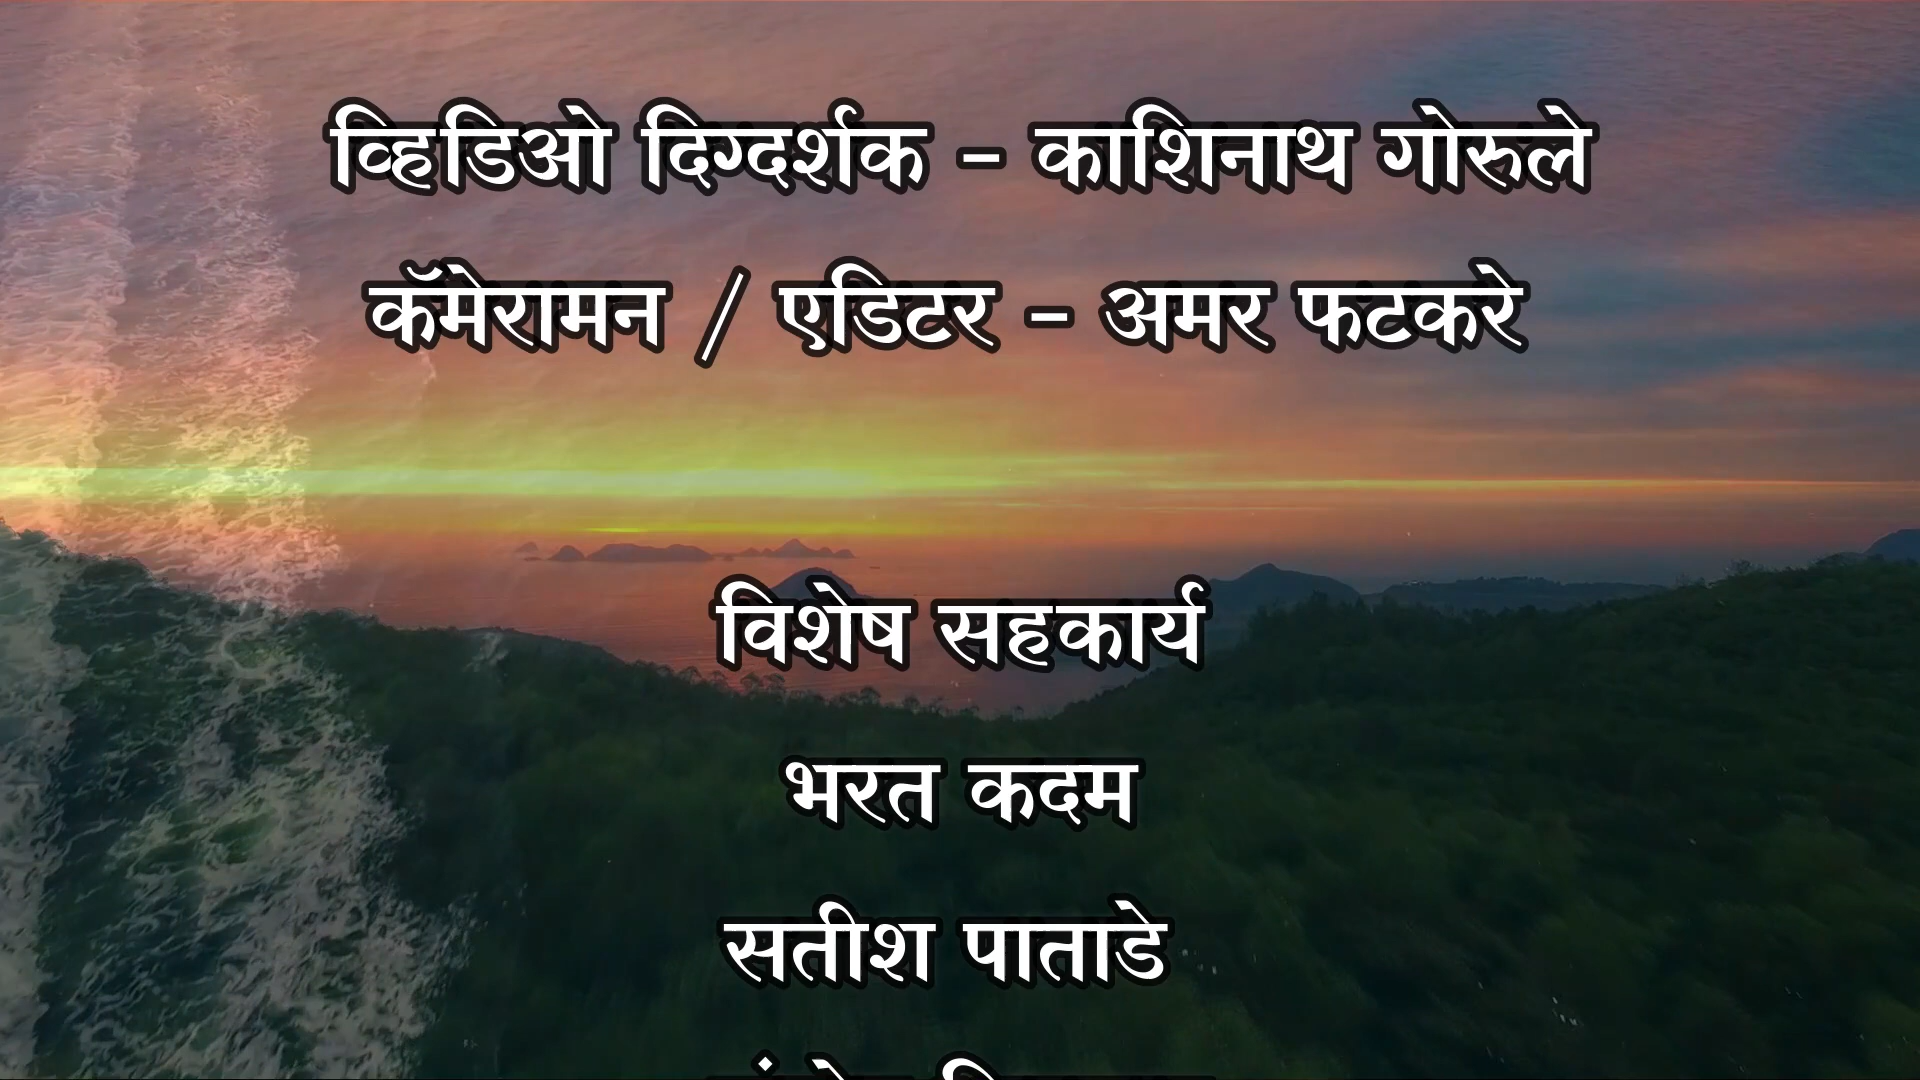 व्हिडिओ दिग्दर्शक - काशिनाथ गोरुले
कॅमेरामन / एडिटर - अमर फटकरे
विशेष सहकार्य
भरत कदम
सतीश पाताडे